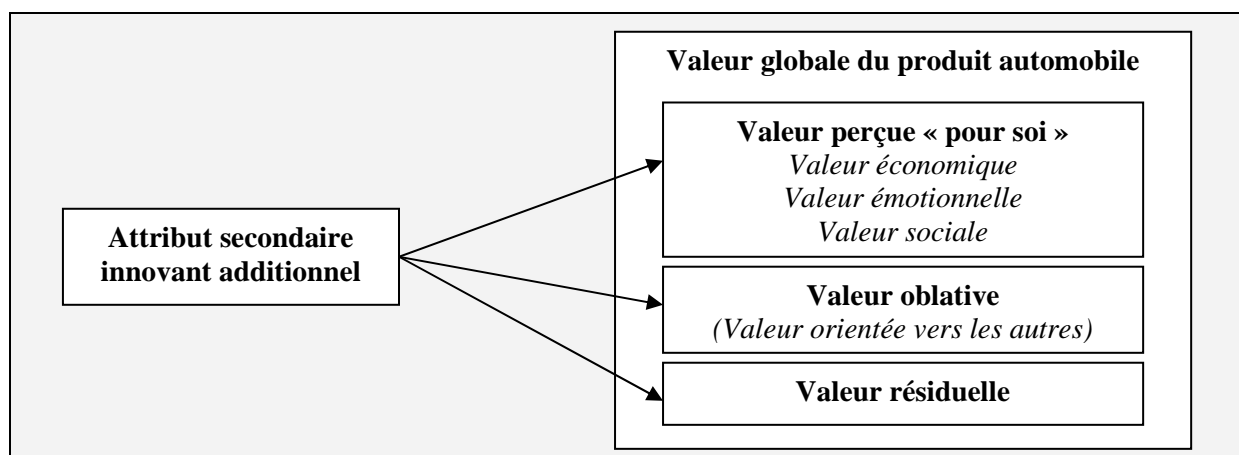 Valeur globale du produit automobile
Valeur perçue « pour soi »
Valeur économique
Valeur émotionnelle
Valeur sociale
Attribut secondaire
innovant additionnel
Valeur oblative
(Valeur orientée vers les autres)
Valeur résiduelle